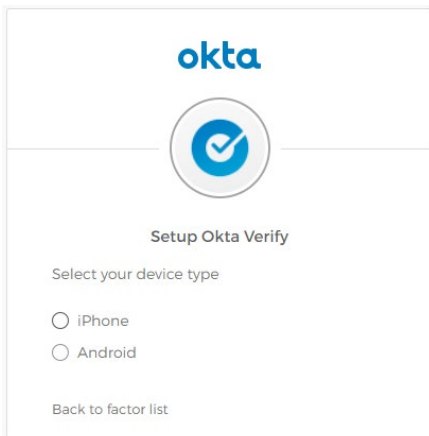 okta
Setup Okta Verify
Select your device type
iPhone
Android
Back to factor list